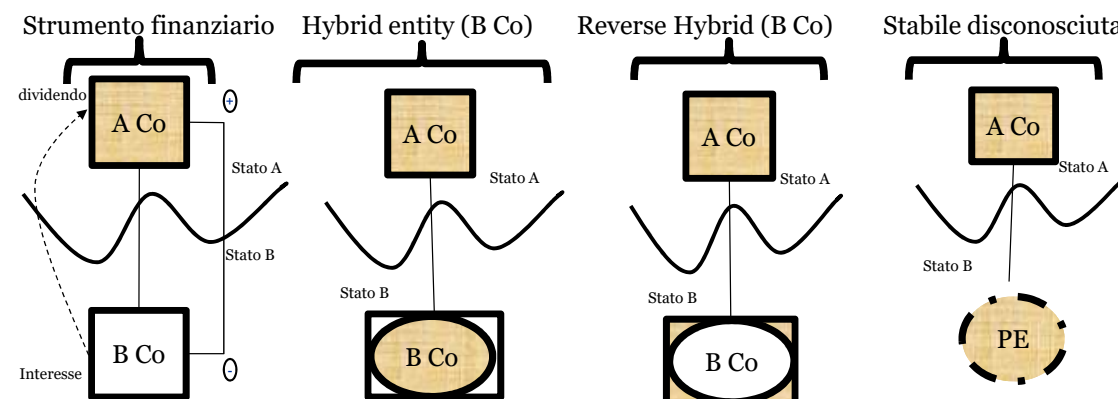 Strumento finanziario
dividendo
A Co
+
Stato A
Stato B
B Co
Interesse
-
Hybrid entity (B Co)
A Co
Stato A
Stato B
B Co
Reverse Hybrid (B Co)
A Co
Stato A
Stato B
B Co
Stabile disconosciuta
A Co
Stato A
Stato B
PE